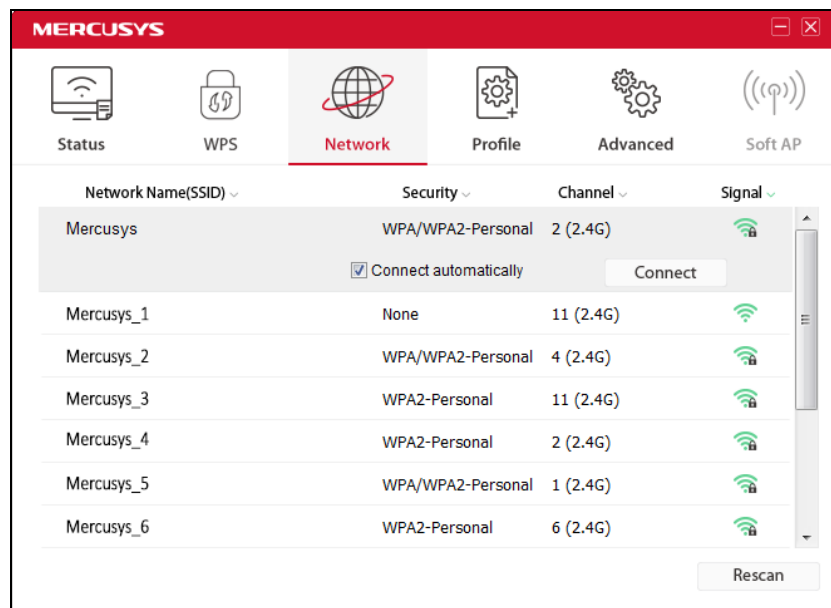 MERCUSYS
Status WPS Network Profile Advanced Soft AP
Network Name(SSID) Security Channel Signal
Mercusys WPA/WPA2-Personal 2 (2.4G)
Connect automatically Connect
Mercusys_1 None 11 (2.4G)
Mercusys_2 WPA/WPA2-Personal 4 (2.4G)
Mercusys_3 WPA2-Personal 11 (2.4G)
Mercusys_4 WPA2-Personal 2 (2.4G)
Mercusys_5 WPA/WPA2-Personal 1 (2.4G)
Mercusys_6 WPA2-Personal 6 (2.4G)
Rescan